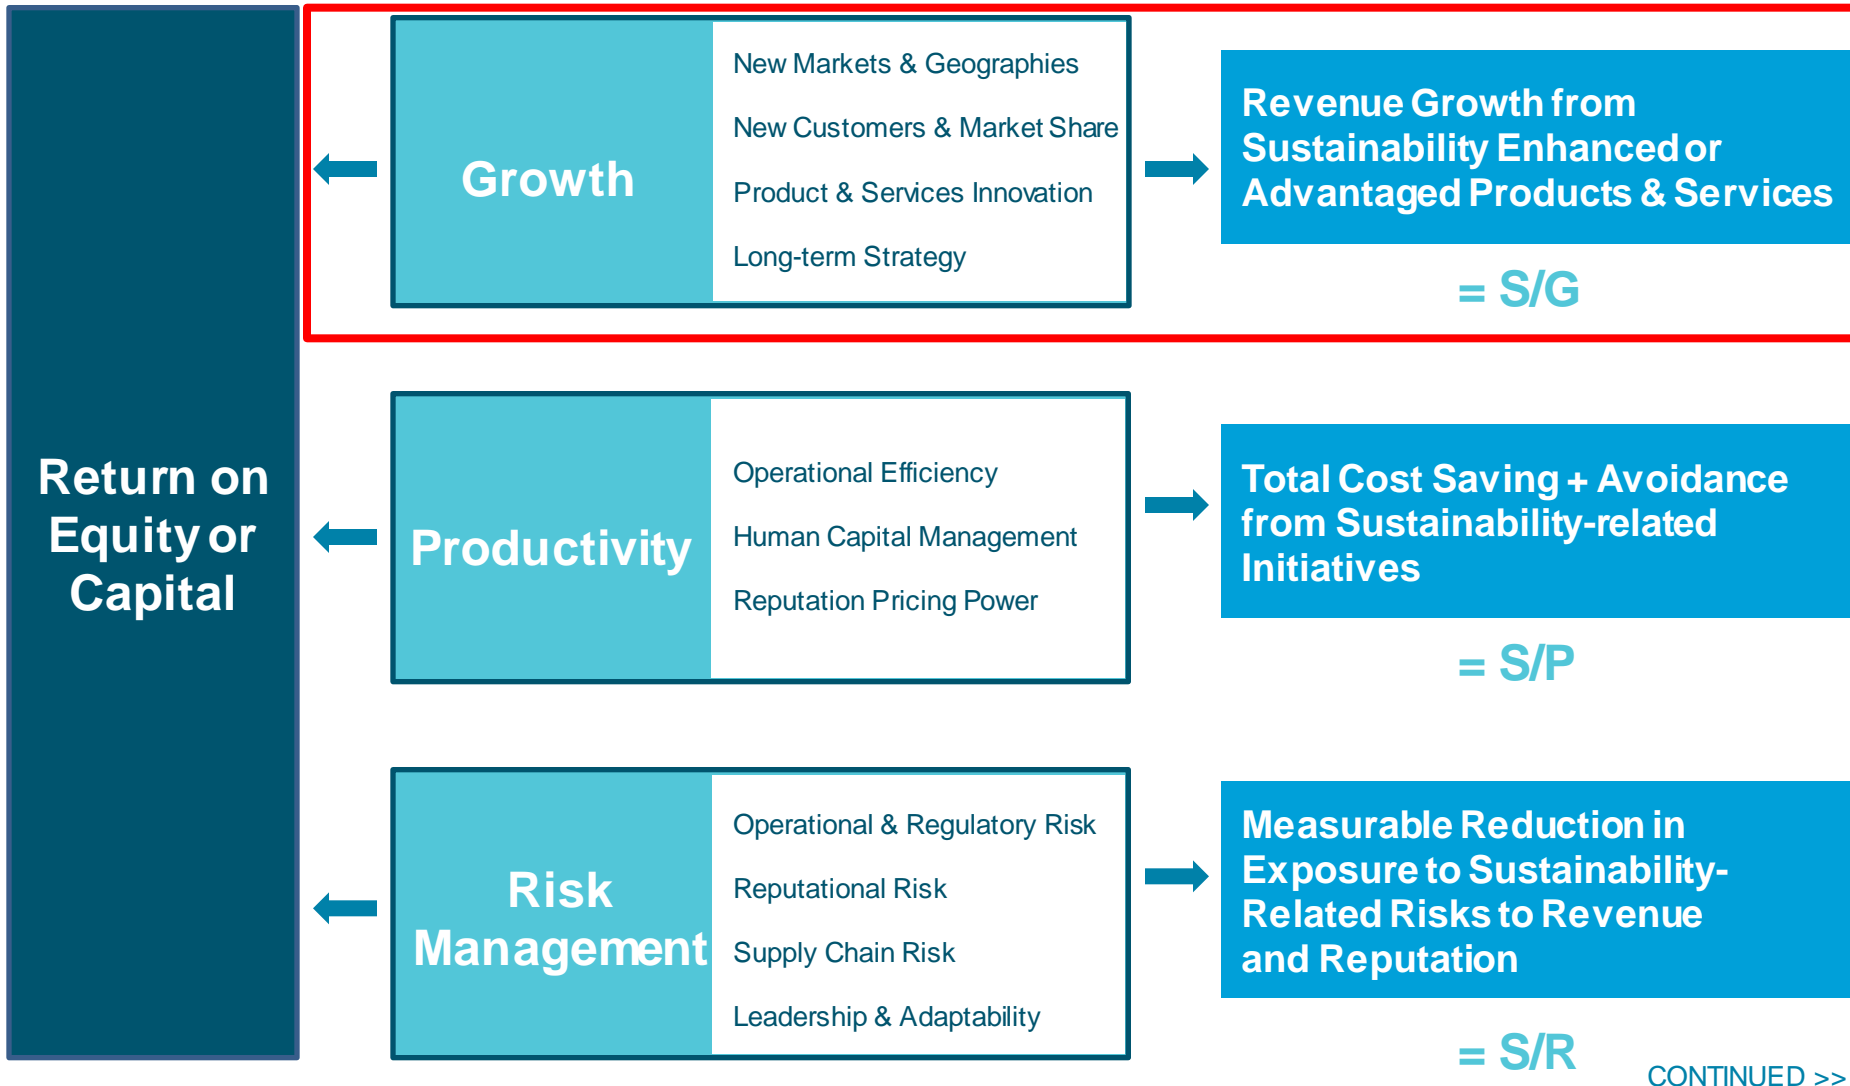 Return on
Equity or
Capital
Growth
New Markets & Geographies
New Customers & Market Share
Product & Services Innovation
Long-term Strategy
Revenue Growth from
Sustainability Enhanced or
Advantaged Products & Services
= S/G
Productivity
Operational Efficiency
Human Capital Management
Reputation Pricing Power
Total Cost Saving + Avoidance
from Sustainability-related
Initiatives
= S/P
Risk
Management
Operational & Regulatory Risk
Reputational Risk
Supply Chain Risk
Leadership & Adaptability
Measurable Reduction in
Exposure to Sustainability-
Related Risks to Revenue
and Reputation
= S/R
CONTINUED >>